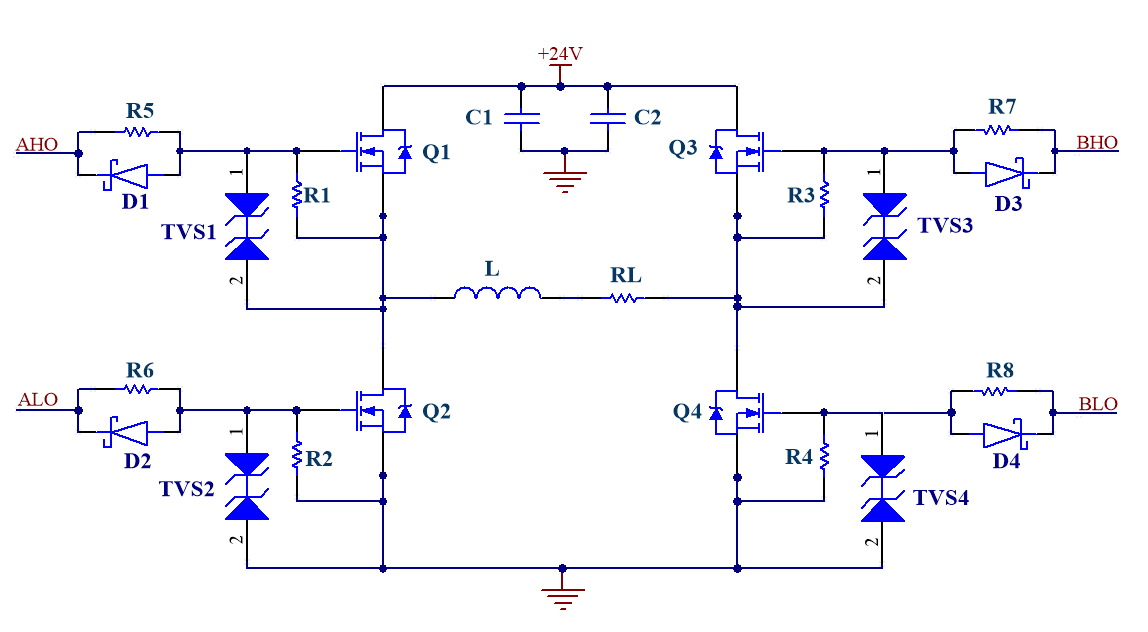 +24V
R5
R7
C1
C2
AHO
Q1
Q3
BHO
1
1
D1
R1
R3
D3
TVS1
TVS3
2
2
L
RL
R6
R8
ALO
Q2
Q4
BLO
1
1
D2
R2
R4
D4
TVS2
TVS4
2
2